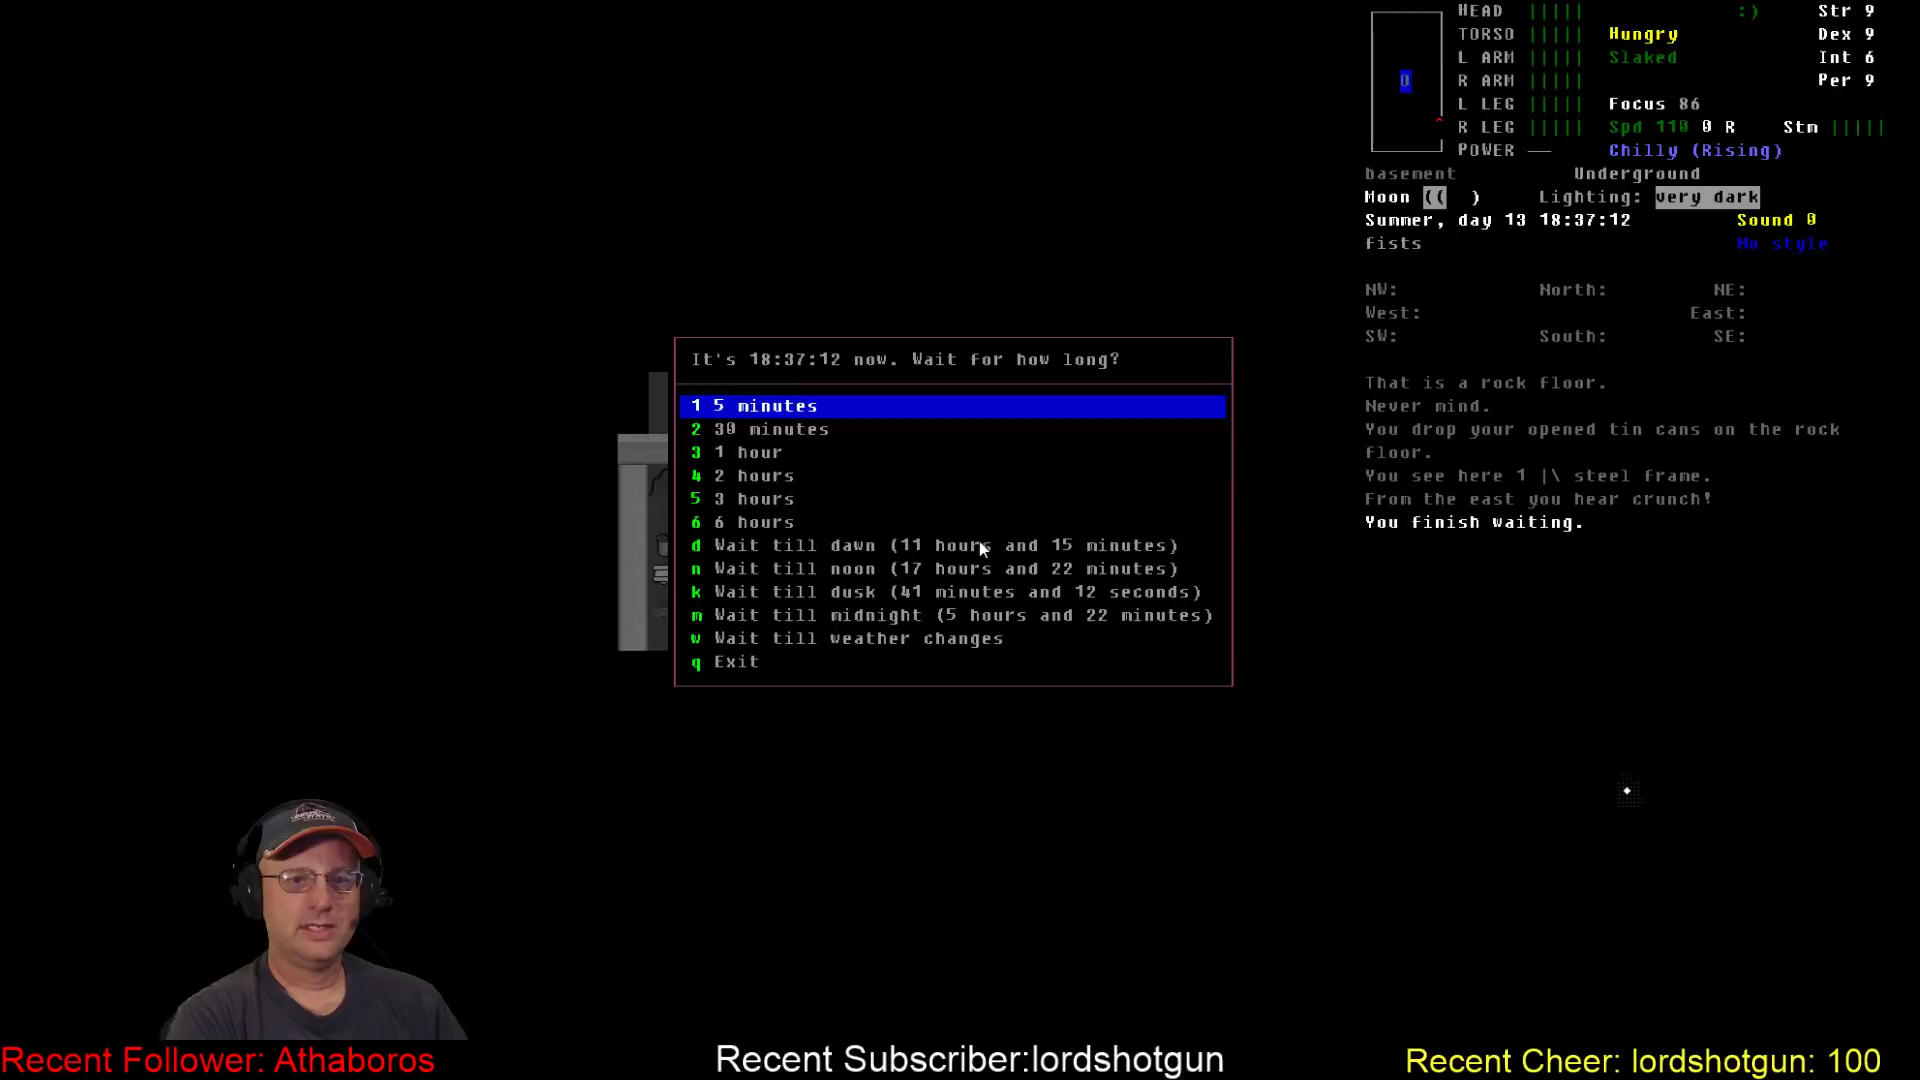 HEAD ||||| :) Str 9
TORSO ||||| Hungry Dex 9
L ARM ||||| Slaked Int 6
R ARM ||||| Per 9
L LEG ||||| Focus 86
R LEG ||||| Spd 110 0 R Stm |||||
POWER —— Chilly (Rising)
basement Underground
Moon (( ) Lighting: very dark
Summer, day 13 18:37:12 Sound 0
fists No style
NW: North: NE:
West: East:
SW: South: SE:
It's 18:37:12 now. Wait for how long?
1 5 minutes
2 30 minutes
3 1 hour
4 2 hours
5 3 hours
6 6 hours
d Wait till dawn (11 hours and 15 minutes)
n Wait till noon (17 hours and 22 minutes)
k Wait till dusk (41 minutes and 12 seconds)
m Wait till midnight (5 hours and 22 minutes)
w Wait till weather changes
q Exit
That is a rock floor.
Never mind.
You drop your opened tin cans on the rock
floor.
You see here 1 |\ steel frame.
From the east you hear crunch!
You finish waiting.
Recent Follower: Athaboros
Recent Subscriber:lordshotgun
Recent Cheer: lordshotgun: 100